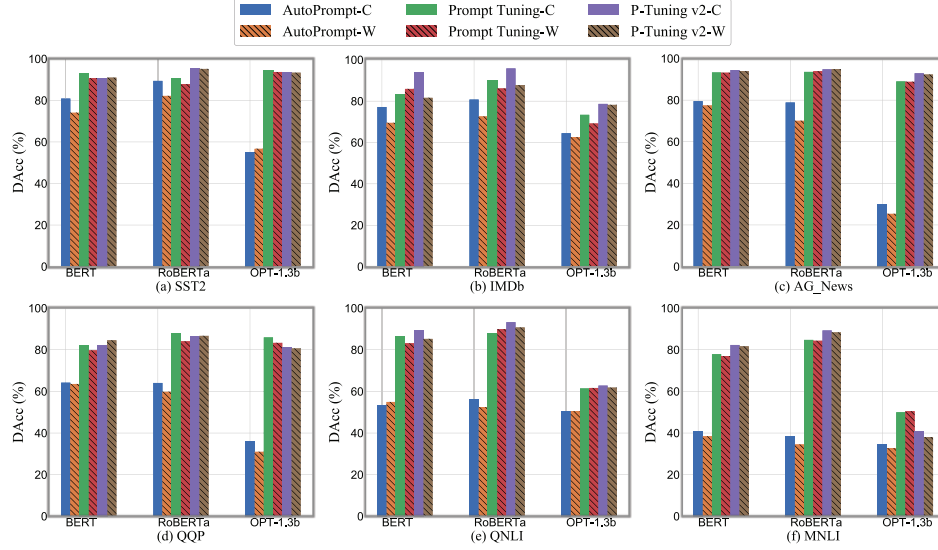 AutoPrompt-C Prompt Tuning-C P-Tuning v2-C
AutoPrompt-W Prompt Tuning-W P-Tuning v2-W
100
80
60
40
20
0
DAcc (%)
BERT RoBERTa OPT-1.3b
(a) SST2
100
80
60
40
20
0
DAcc (%)
BERT RoBERTa OPT-1.3b
(b) IMDb
100
80
60
40
20
0
DAcc (%)
BERT RoBERTa OPT-1.3b
(c) AG_News
100
80
60
40
20
0
DAcc (%)
BERT RoBERTa OPT-1.3b
(d) QQP
100
80
60
40
20
0
DAcc (%)
BERT RoBERTa OPT-1.3b
(e) QNLI
100
80
60
40
20
0
DAcc (%)
BERT RoBERTa OPT-1.3b
(f) MNLI